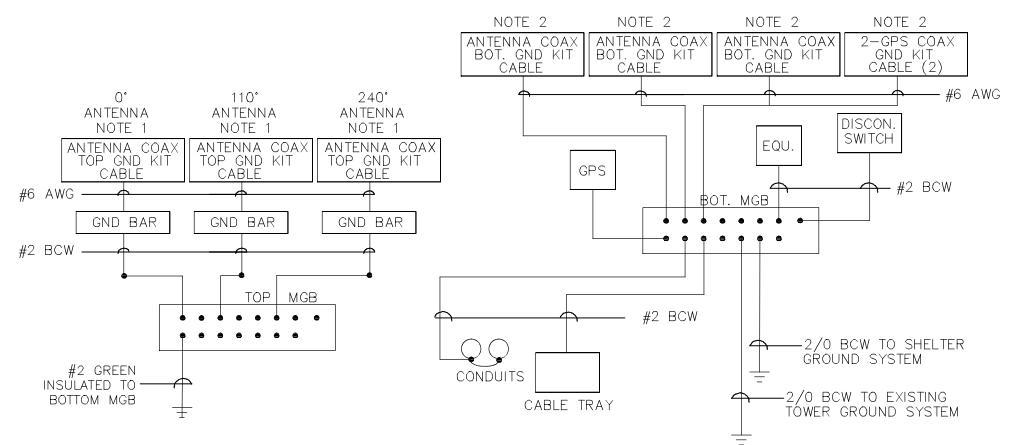 NOTE 2
NOTE 2
NOTE 2
NOTE 2
ANTENNA COAX
BOT. GND KIT
CABLE
ANTENNA COAX
BOT. GND KIT
CABLE
ANTENNA COAX
BOT. GND KIT
CABLE
2-GPS COAX
GND KIT
CABLE (2)
#6 AWG
0°
ANTENNA
NOTE 1
110°
ANTENNA
NOTE 1
240°
ANTENNA
NOTE 1
ANTENNA COAX
TOP GND KIT
CABLE
ANTENNA COAX
TOP GND KIT
CABLE
ANTENNA COAX
TOP GND KIT
CABLE
#6 AWG
GND BAR
GND BAR
GND BAR
#2 BCW
TOP MGB
#2 GREEN
INSULATED TO
BOTTOM MGB
GPS
EQU.
DISCON.
SWITCH
#2 BCW
BOT. MGB
#2 BCW
CONDUITS
CABLE TRAY
2/0 BCW TO SHELTER
GROUND SYSTEM
2/0 BCW TO EXISTING
TOWER GROUND SYSTEM